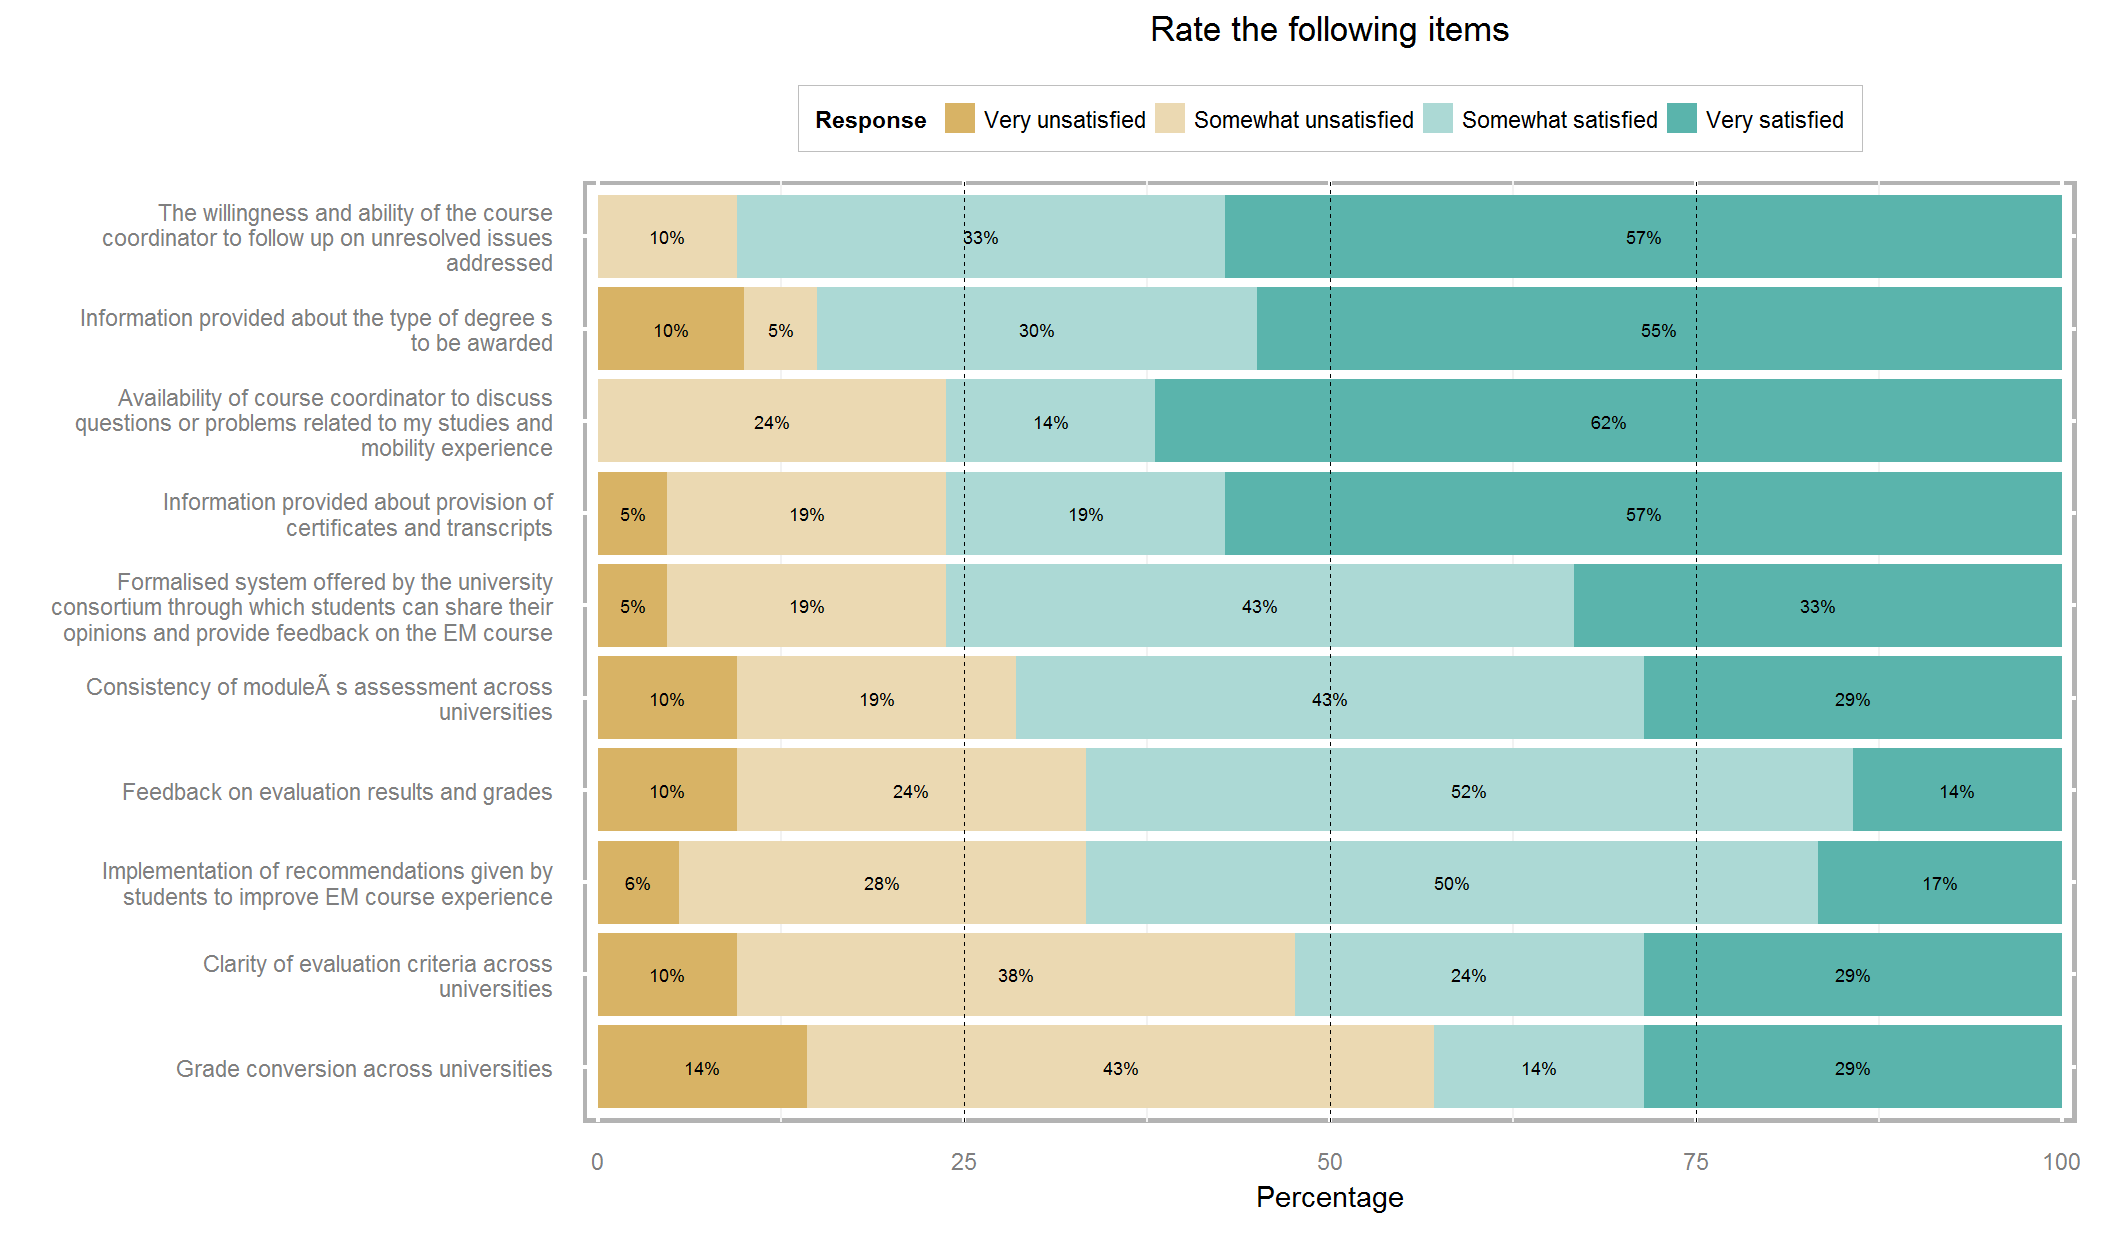 Rate the following items
Response Very unsatisfied Somewhat unsatisfied Somewhat satisfied Very satisfied
The willingness and ability of the course
coordinator to follow up on unresolved issues
addressed
10% 33% 57%
Information provided about the type of degree s
to be awarded
10% 5% 30% 55%
Availability of course coordinator to discuss
questions or problems related to my studies and
mobility experience
24% 14% 62%
Information provided about provision of
certificates and transcripts
5% 19% 19% 57%
Formalised system offered by the university
consortium through which students can share their
opinions and provide feedback on the EM course
5% 19% 43% 33%
Consistency of moduleÃ s assessment across
universities
10% 19% 43% 29%
Feedback on evaluation results and grades
10% 24% 52% 14%
Implementation of recommendations given by
students to improve EM course experience
6% 28% 50% 17%
Clarity of evaluation criteria across
universities
10% 38% 24% 29%
Grade conversion across universities
14% 43% 14% 29%
0 25 50 75 100
Percentage